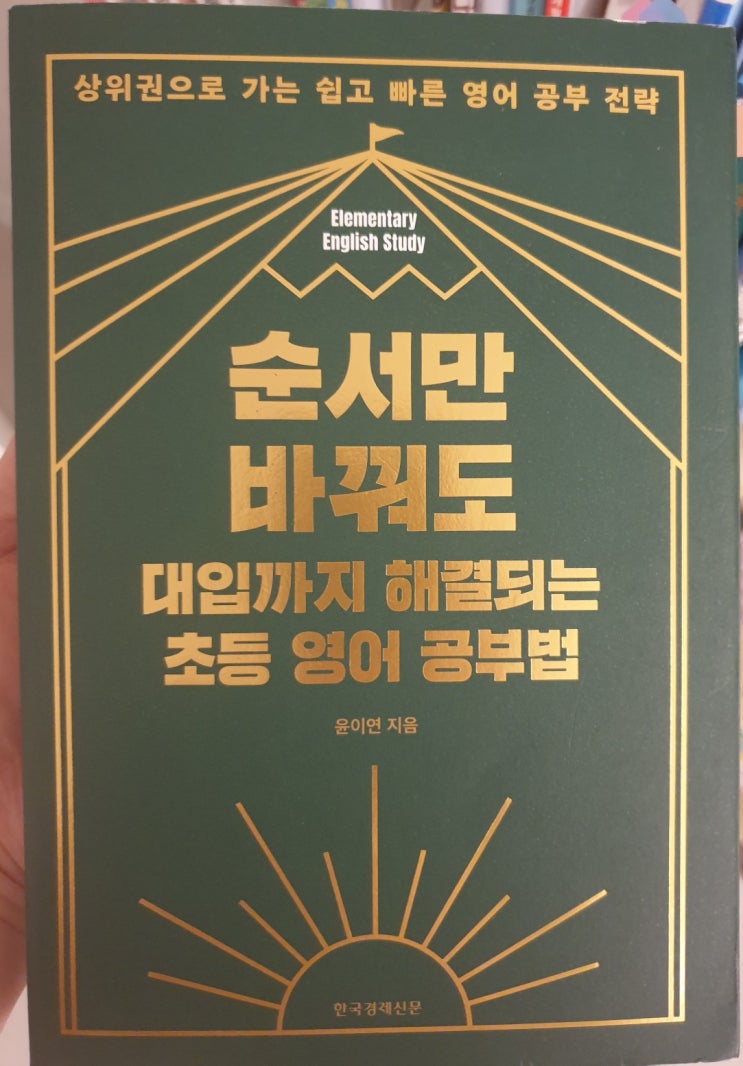 상위권으로 가는 쉽고 빠른 영어 공부 전략
Elementary
English Study
순서만
바꿔도
대입까지 해결되는
초등 영어 공부법
윤이연 지음
한국경제신문